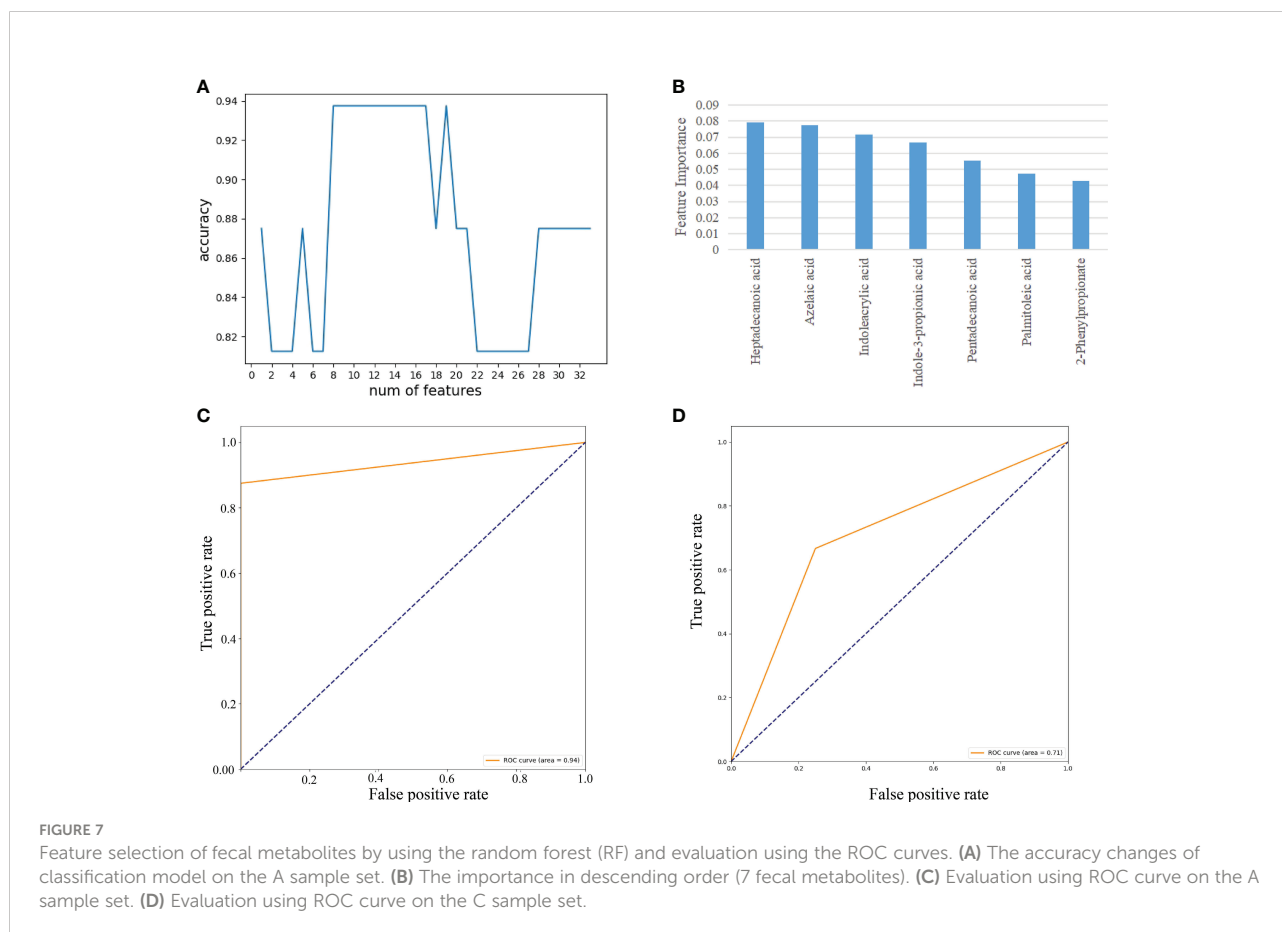 A
0.94
0.92
0.90
0.88
0.86
0.84
0.82
accuracy
0 2 4 6 8 10 12 14 16 18 20 22 24 26 28 30 32
num of features
B
0.09
0.08
0.07
0.06
0.05
0.04
0.03
0.02
0.01
0
Feature Importance
Heptadecanoic acid
Azelaic acid
Indoleacrylic acid
Indole-3-propionic acid
Pentadecanoic acid
Palmitoleic acid
2-Phenylpropionate
C
1.0
0.8
0.6
0.4
0.2
0.00
True positive rate
0.2 0.4 0.6 0.8 1.0
False positive rate
ROC curve (area = 0.94)
D
1.0
0.8
0.6
0.4
0.2
0.0
True positive rate
0.0 0.2 0.4 0.6 0.8 1.0
False positive rate
ROC curve (area = 0.71)
FIGURE 7
Feature selection of fecal metabolites by using the random forest (RF) and evaluation using the ROC curves. (A) The accuracy changes of
classification model on the A sample set. (B) The importance in descending order (7 fecal metabolites). (C) Evaluation using ROC curve on the A
sample set. (D) Evaluation using ROC curve on the C sample set.